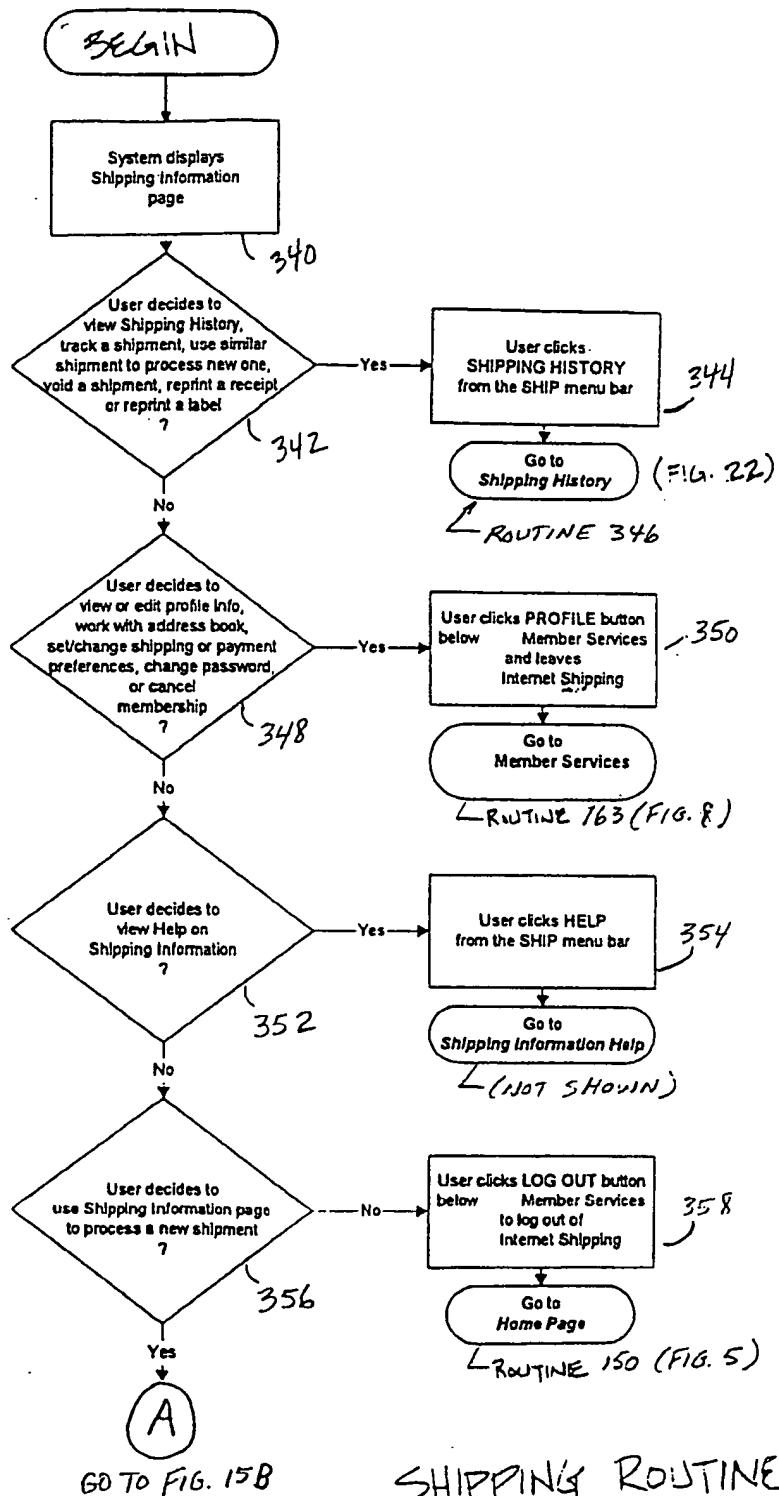 BEGIN
System displays
Shipping Information
page
340
User decides to
view Shipping History,
track a shipment, use similar
shipment to process new one,
void a shipment, reprint a receipt
or reprint a label
?
342
Yes
User clicks
SHIPPING HISTORY
from the SHIP menu bar
344
Go to
Shipping History
(FIG. 22)
ROUTINE 346
No
User decides to
view or edit profile info,
work with address book,
set/change shipping or payment
preferences, change password,
or cancel
membership
?
348
Yes
User clicks PROFILE button
below Member Services
and leaves
Internet Shipping
350
Go to
Member Services
ROUTINE 163 (FIG. 8)
No
User decides to
view Help on
Shipping Information
?
352
Yes
User clicks HELP
from the SHIP menu bar
354
Go to
Shipping Information Help
(NOT SHOWN)
No
User decides to
use Shipping Information page
to process a new shipment
?
356
No
User clicks LOG OUT button
below Member Services
to log out of
Internet Shipping
358
Go to
Home Page
ROUTINE 150 (FIG. 5)
Yes
A
GO TO FIG. 15B
SHIPPING ROUTINE